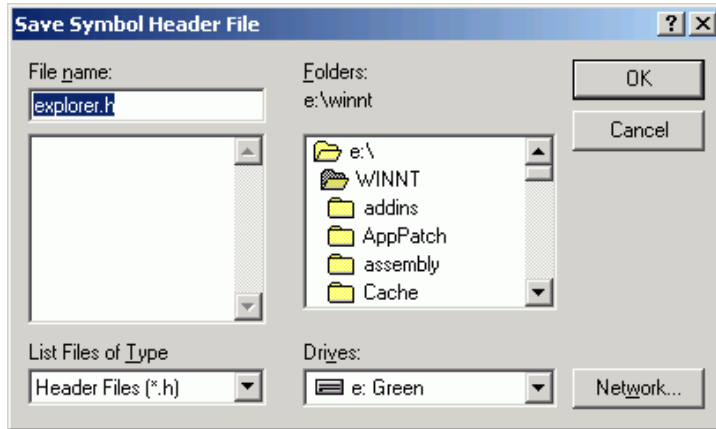 Save Symbol Header File
File name:
explorer.h
Folders:
e:\winnt
e:\
WINNT
addins
AppPatch
assembly
Cache
OK
Cancel
List Files of Type
Header Files (*.h)
Drives:
e: Green
Network...